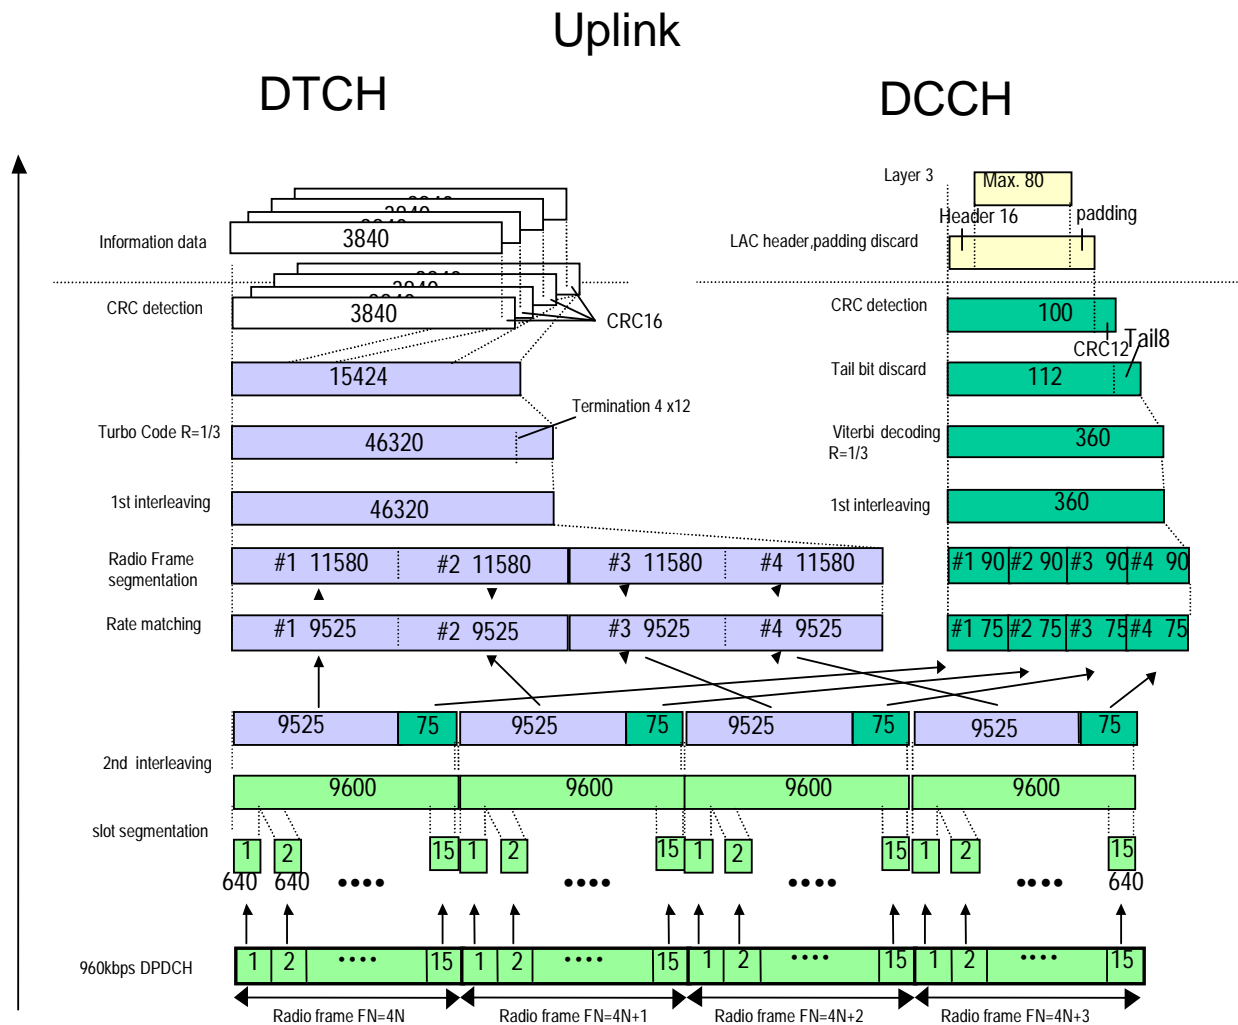 Uplink
DTCH
DCCH
Layer 3
Max. 80
Header 16
padding
3840
3840
Information data
3840
LAC header,padding discard
3840
3840
CRC detection
3840
CRC16
CRC detection
100
CRC12
Tail8
15424
Tail bit discard
112
Termination 4 x12
Turbo Code R=1/3
46320
Viterbi decoding
R=1/3
360
1st interleaving
46320
1st interleaving
360
Radio Frame
segmentation
#1 11580
#2 11580
#3 11580
#4 11580
#1 90
#2 90
#3 90
#4 90
Rate matching
#1 9525
#2 9525
#3 9525
#4 9525
#1 75
#2 75
#3 75
#4 75
9525
75
9525
75
9525
75
9525
75
2nd interleaving
9600
9600
9600
9600
slot segmentation
1
2
15
1
2
15
1
2
15
1
2
15
640
640
••••
••••
••••
••••
640
960kbps DPDCH
1
2
••••
15
1
2
••••
15
1
2
••••
15
1
2
••••
15
Radio frame FN=4N
Radio frame FN=4N+1
Radio frame FN=4N+2
Radio frame FN=4N+3